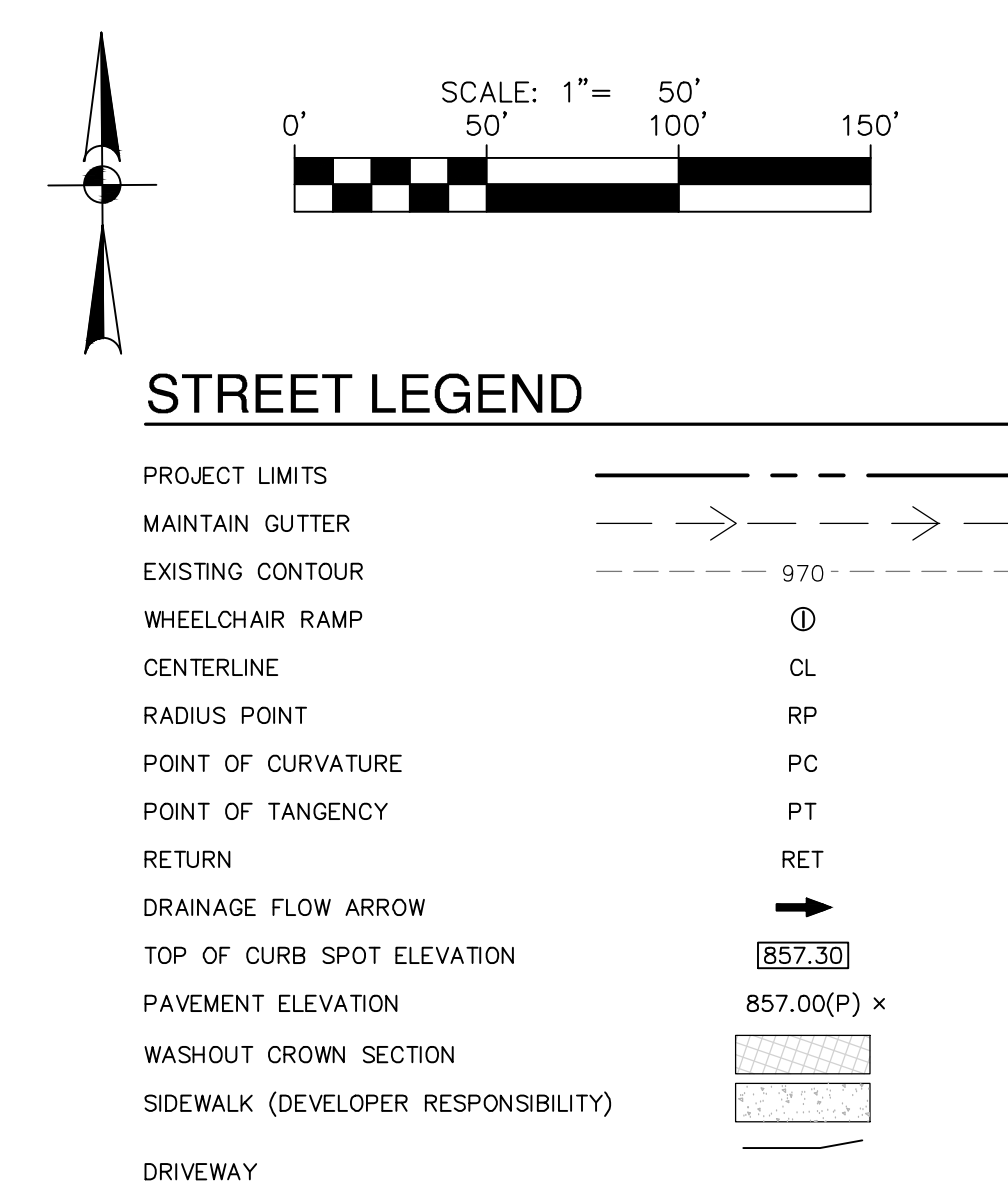 SCALE: 1”= 50’
0’ 50’ 100’ 150’
STREET LEGEND
PROJECT LIMITS
MAINTAIN GUTTER
EXISTING CONTOUR 970
WHEELCHAIR RAMP
CENTERLINE CL
RADIUS POINT RP
POINT OF CURVATURE PC
POINT OF TANGENCY PT
RETURN RET
DRAINAGE FLOW ARROW
TOP OF CURB SPOT ELEVATION 857.30
PAVEMENT ELEVATION 857.00(P) ×
WASHOUT CROWN SECTION
SIDEWALK (DEVELOPER RESPONSIBILITY)
DRIVEWAY